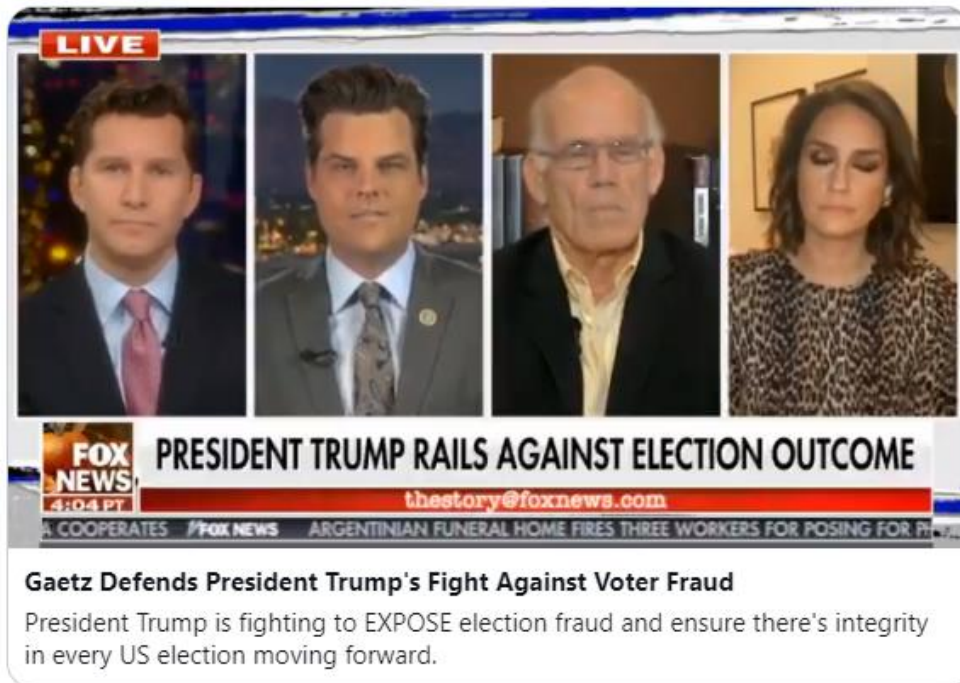 LIVE
FOX
NEWS
PRESIDENT TRUMP RAILS AGAINST ELECTION OUTCOME
4:04 PT
thestory@foxnews.com
A COOPERATES FOX NEWS ARGENTINIAN FUNERAL HOME FIRES THREE WORKERS FOR POSING FOR
Gaetz Defends President Trump's Fight Against Voter Fraud
President Trump is fighting to EXPOSE election fraud and ensure there's integrity
in every US election moving forward.